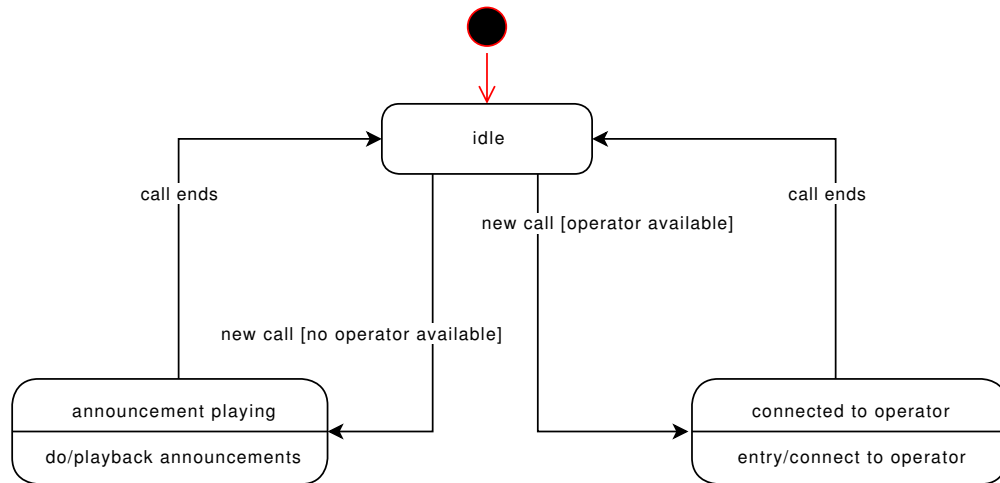 idle
call ends
call ends
new call [operator available]
new call [no operator available]
announcement playing
do/playback announcements
connected to operator
entry/connect to operator